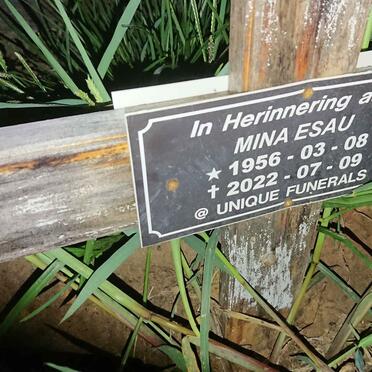 In Herinnering a
MINA ESAU
★ 1956 - 03 - 08
✝ 2022 - 07 - 09
@ UNIQUE FUNERALS